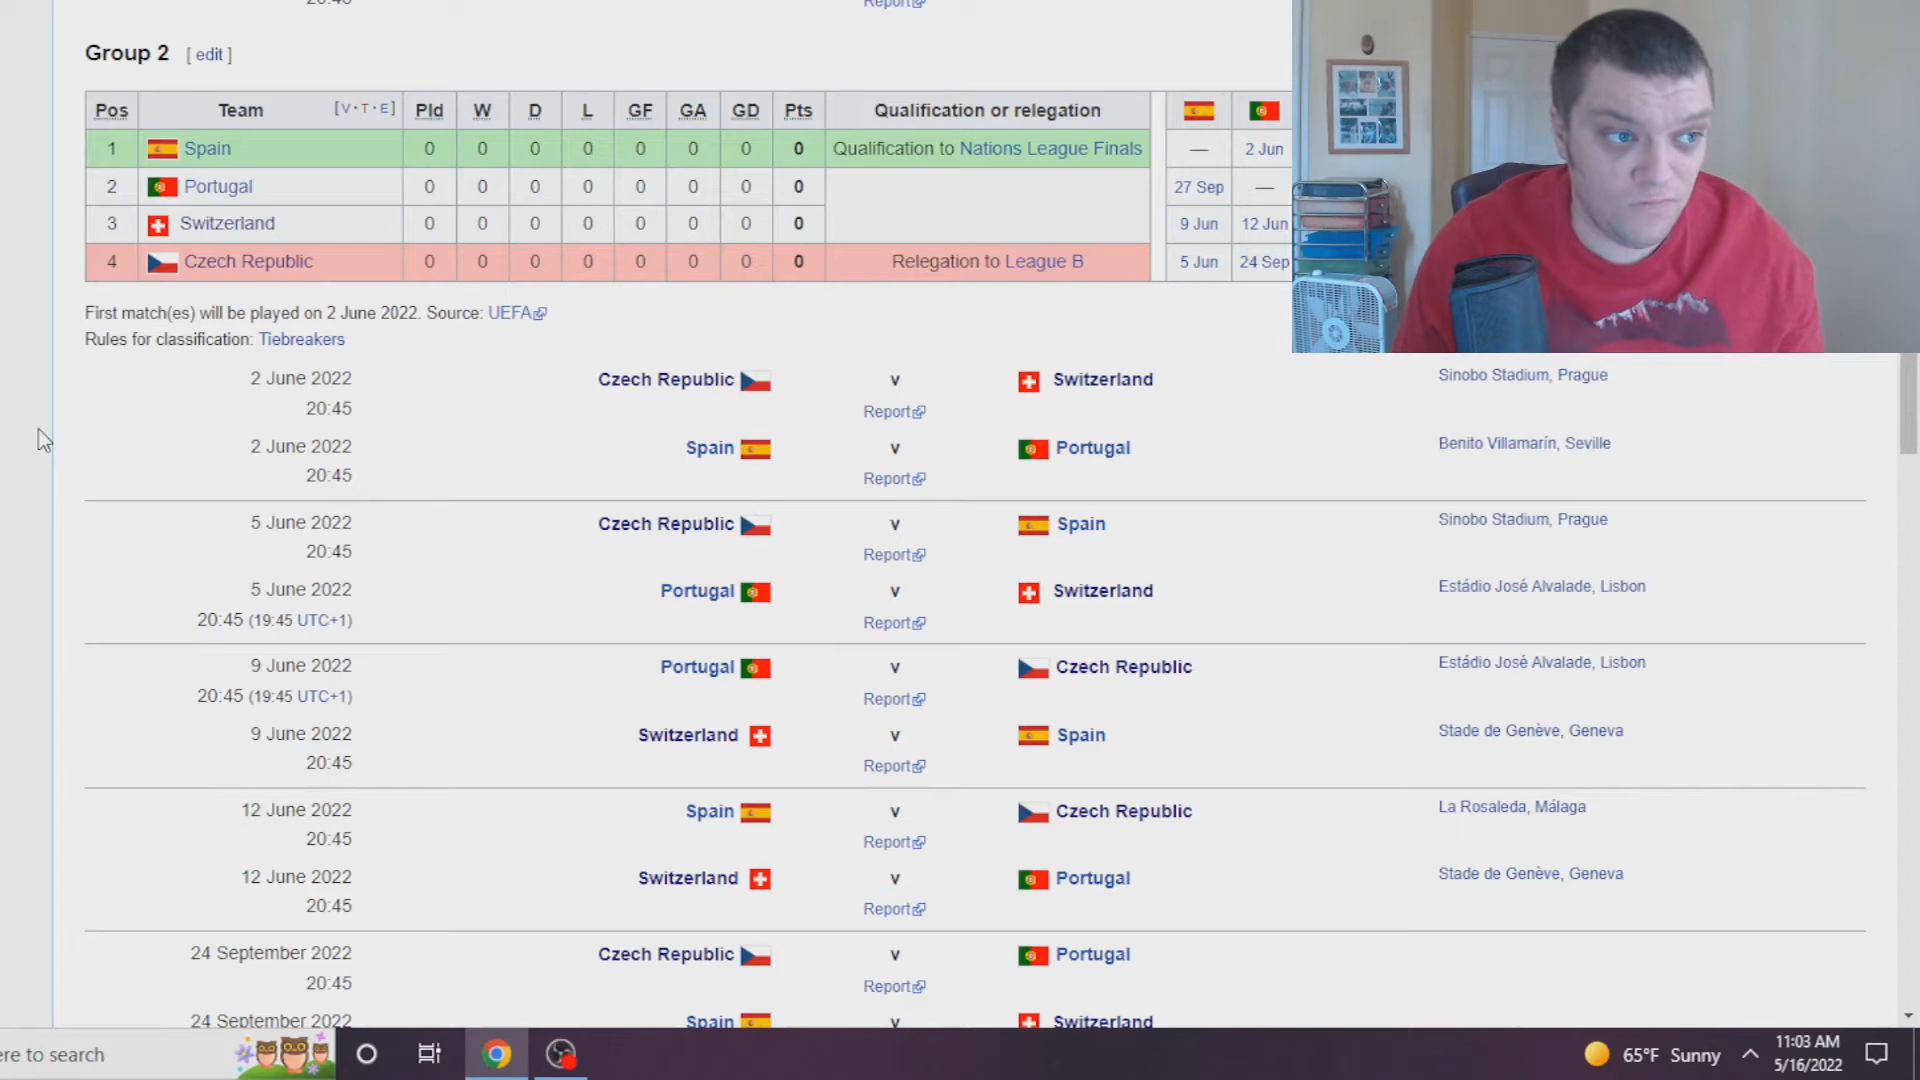 20:45 Report
Group 2 [ edit ]
Pos Team [V·T·E] Pld W D L GF GA GD Pts Qualification or relegation
1 Spain 0 0 0 0 0 0 0 0 Qualification to Nations League Finals — 2 Jun
2 Portugal 0 0 0 0 0 0 0 0 27 Sep —
3 Switzerland 0 0 0 0 0 0 0 0 9 Jun 12 Jun
4 Czech Republic 0 0 0 0 0 0 0 0 Relegation to League B 5 Jun 24 Sep
First match(es) will be played on 2 June 2022. Source: UEFA
Rules for classification: Tiebreakers
2 June 2022 Czech Republic v Switzerland Sinobo Stadium, Prague
20:45 Report
2 June 2022 Spain v Portugal Benito Villamarín, Seville
20:45 Report
5 June 2022 Czech Republic v Spain Sinobo Stadium, Prague
20:45 Report
5 June 2022 Portugal v Switzerland Estádio José Alvalade, Lisbon
20:45 (19:45 UTC+1) Report
9 June 2022 Portugal v Czech Republic Estádio José Alvalade, Lisbon
20:45 (19:45 UTC+1) Report
9 June 2022 Switzerland v Spain Stade de Genève, Geneva
20:45 Report
12 June 2022 Spain v Czech Republic La Rosaleda, Málaga
20:45 Report
12 June 2022 Switzerland v Portugal Stade de Genève, Geneva
20:45 Report
24 September 2022 Czech Republic v Portugal
20:45 Report
24 September 2022 Spain v Switzerland
ere to search 65°F Sunny 11:03 AM
5/16/2022